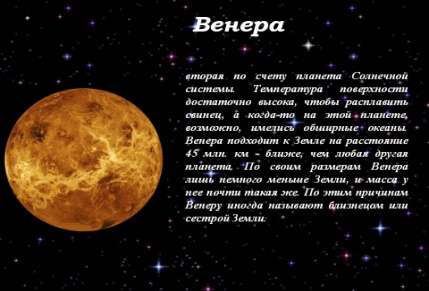 Венера
вторая по счету планета Солнечной
системы. Температура поверхности
достаточно высока, чтобы расплавить
свинец, а когда-то на этой планете,
возможно, имелись обширные океаны.
Венера подходит к Земле на расстояние
45 млн. км - ближе, чем любая другая
планета. По своим размерам Венера
лишь немного меньше Земли, и масса у
нее почти такая же. По этим причинам
Венеру иногда называют близнецом или
сестрой Земли.